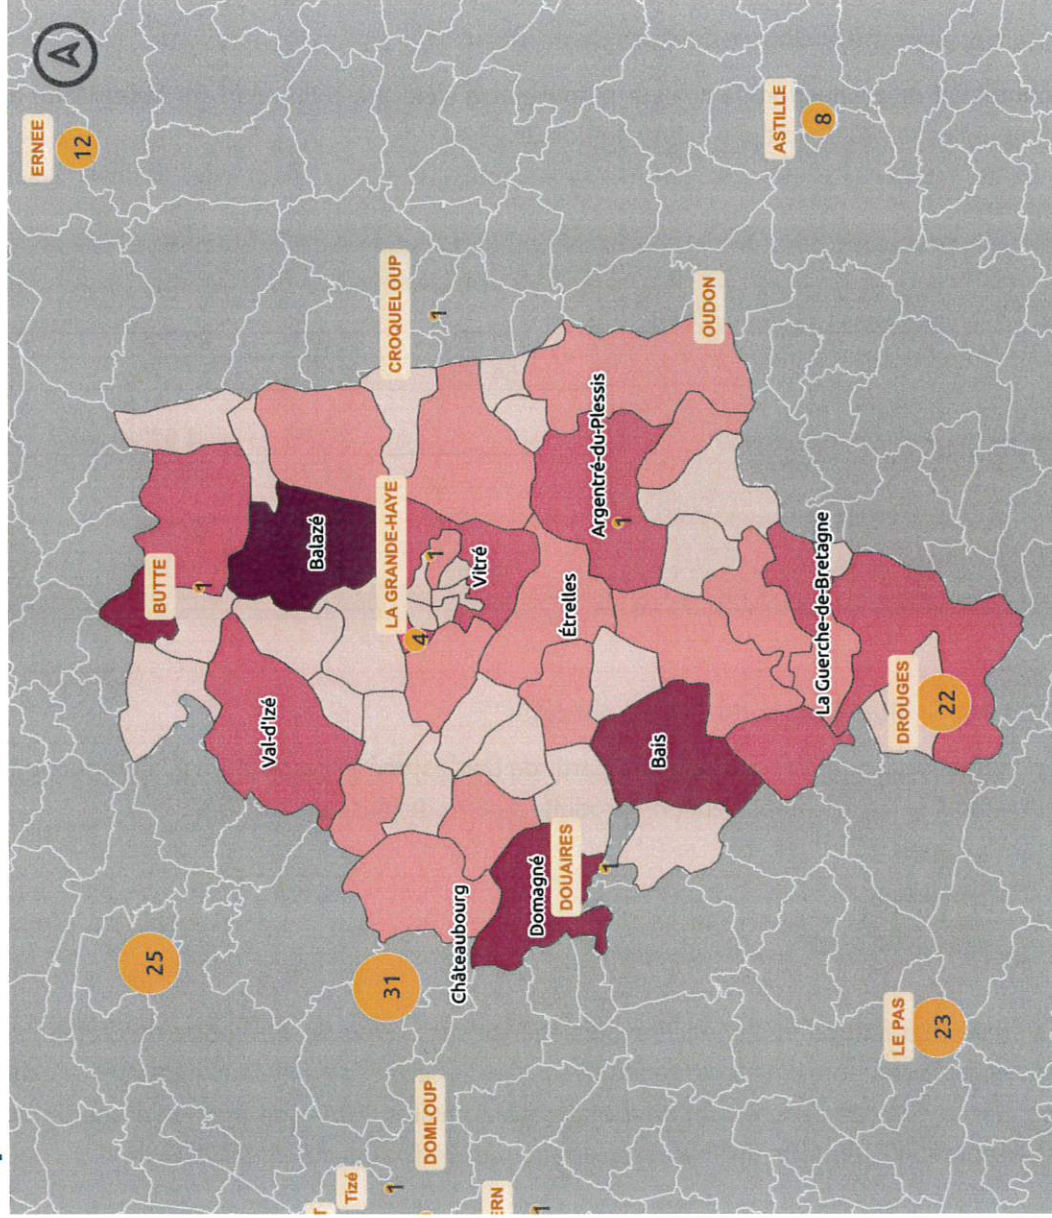 ERNEE
12
25
BUTTE
1
Val-d'Izé
Balazé
T
Tizé
1
31
LA GRANDE-HAYE
4
1
CROQUELOUP
1
DOMLOUP
Châteaubourg
Vitré
ERN
1
Domagné
DOUAIRES
1
Étrelles
Argentré-du-Plessis
1
Bais
OUDON
ASTILLE
8
La Guerche-de-Bretagne
LE PAS
23
DROUGES
22